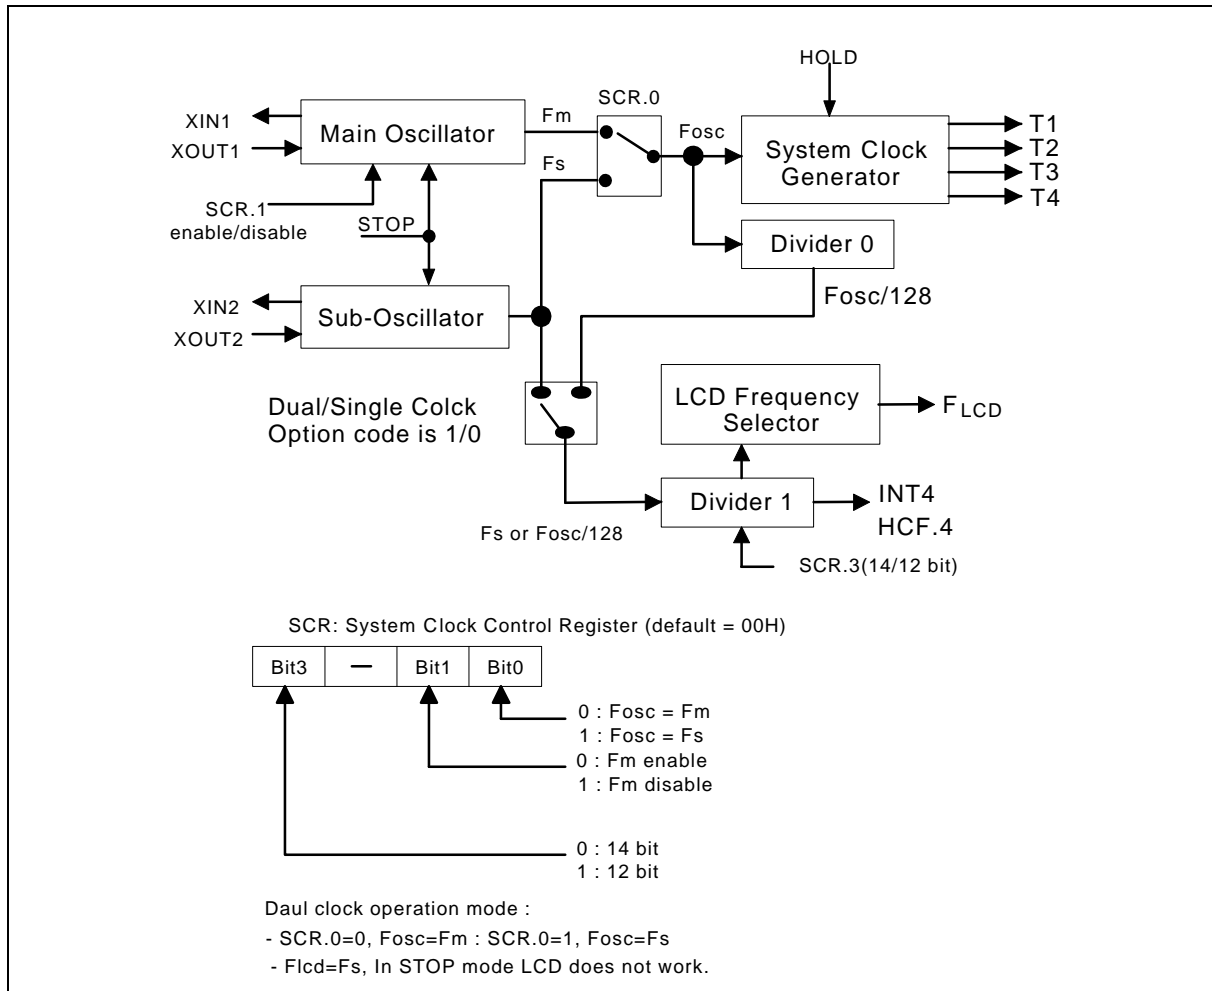 HOLD
SCR.0
XIN1
XOUT1
Main Oscillator
Fm
Fosc
System Clock
Generator
T1
T2
T3
T4
Fs
SCR.1
enable/disable
STOP
Divider 0
Fosc/128
XIN2
XOUT2
Sub-Oscillator
Dual/Single Colck
Option code is 1/0
LCD Frequency
Selector
FLCD
Divider 1
INT4
HCF.4
Fs or Fosc/128
SCR.3(14/12 bit)
SCR: System Clock Control Register (default = 00H)
Bit3 — Bit1 Bit0
0 : Fosc = Fm
1 : Fosc = Fs
0 : Fm enable
1 : Fm disable
0 : 14 bit
1 : 12 bit
Daul clock operation mode :
- SCR.0=0, Fosc=Fm : SCR.0=1, Fosc=Fs
- Flcd=Fs, In STOP mode LCD does not work.